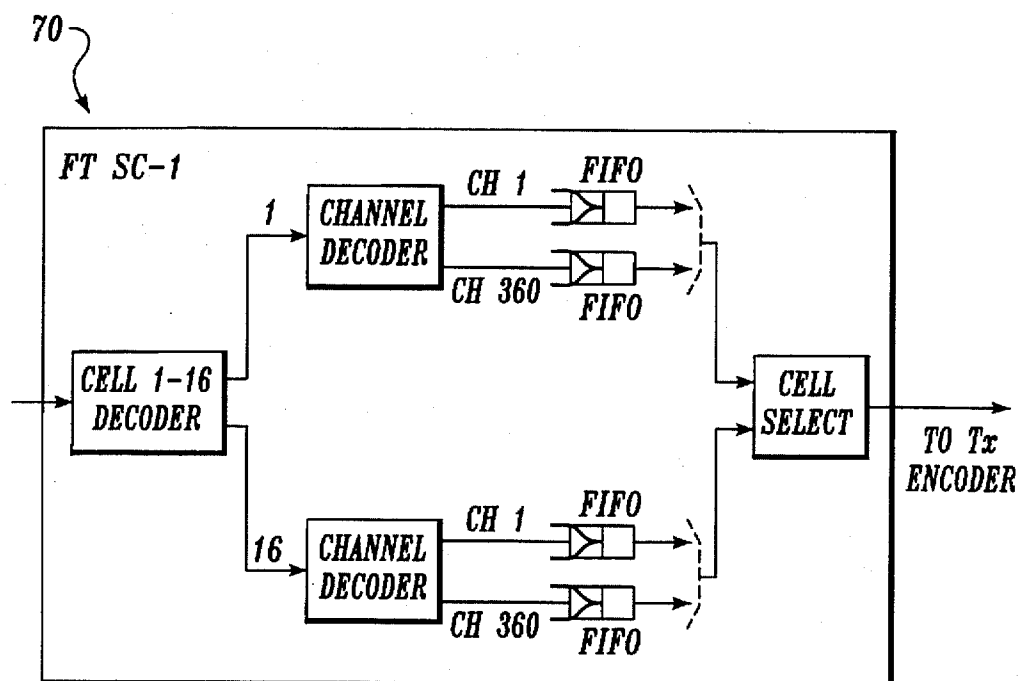 70
FT SC-1
1
CHANNEL
DECODER
CH 1
FIFO
CH 360
FIFO
CELL 1-16
DECODER
CELL
SELECT
TO Tx
ENCODER
16
CHANNEL
DECODER
CH 1
FIFO
CH 360
FIFO